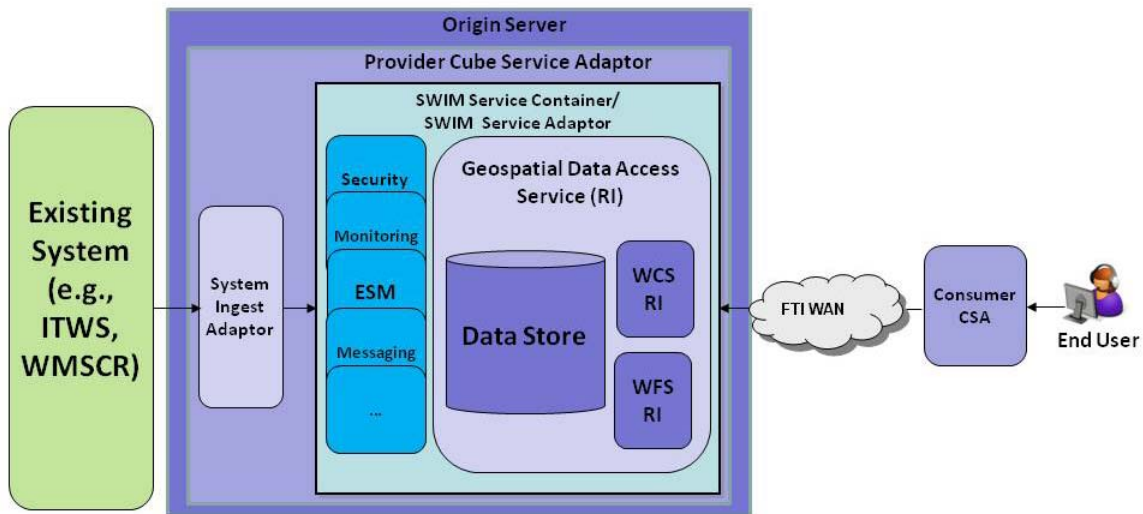 Origin Server
Provider Cube Service Adaptor
SWIM Service Container/
SWIM Service Adaptor
Existing
System
(e.g.,
ITWS,
WMSCR)
System
Ingest
Adaptor
Security
Monitoring
ESM
Messaging
...
Geospatial Data Access
Service (RI)
Data Store
WCS
RI
WFS
RI
FTI WAN
Consumer
CSA
End User